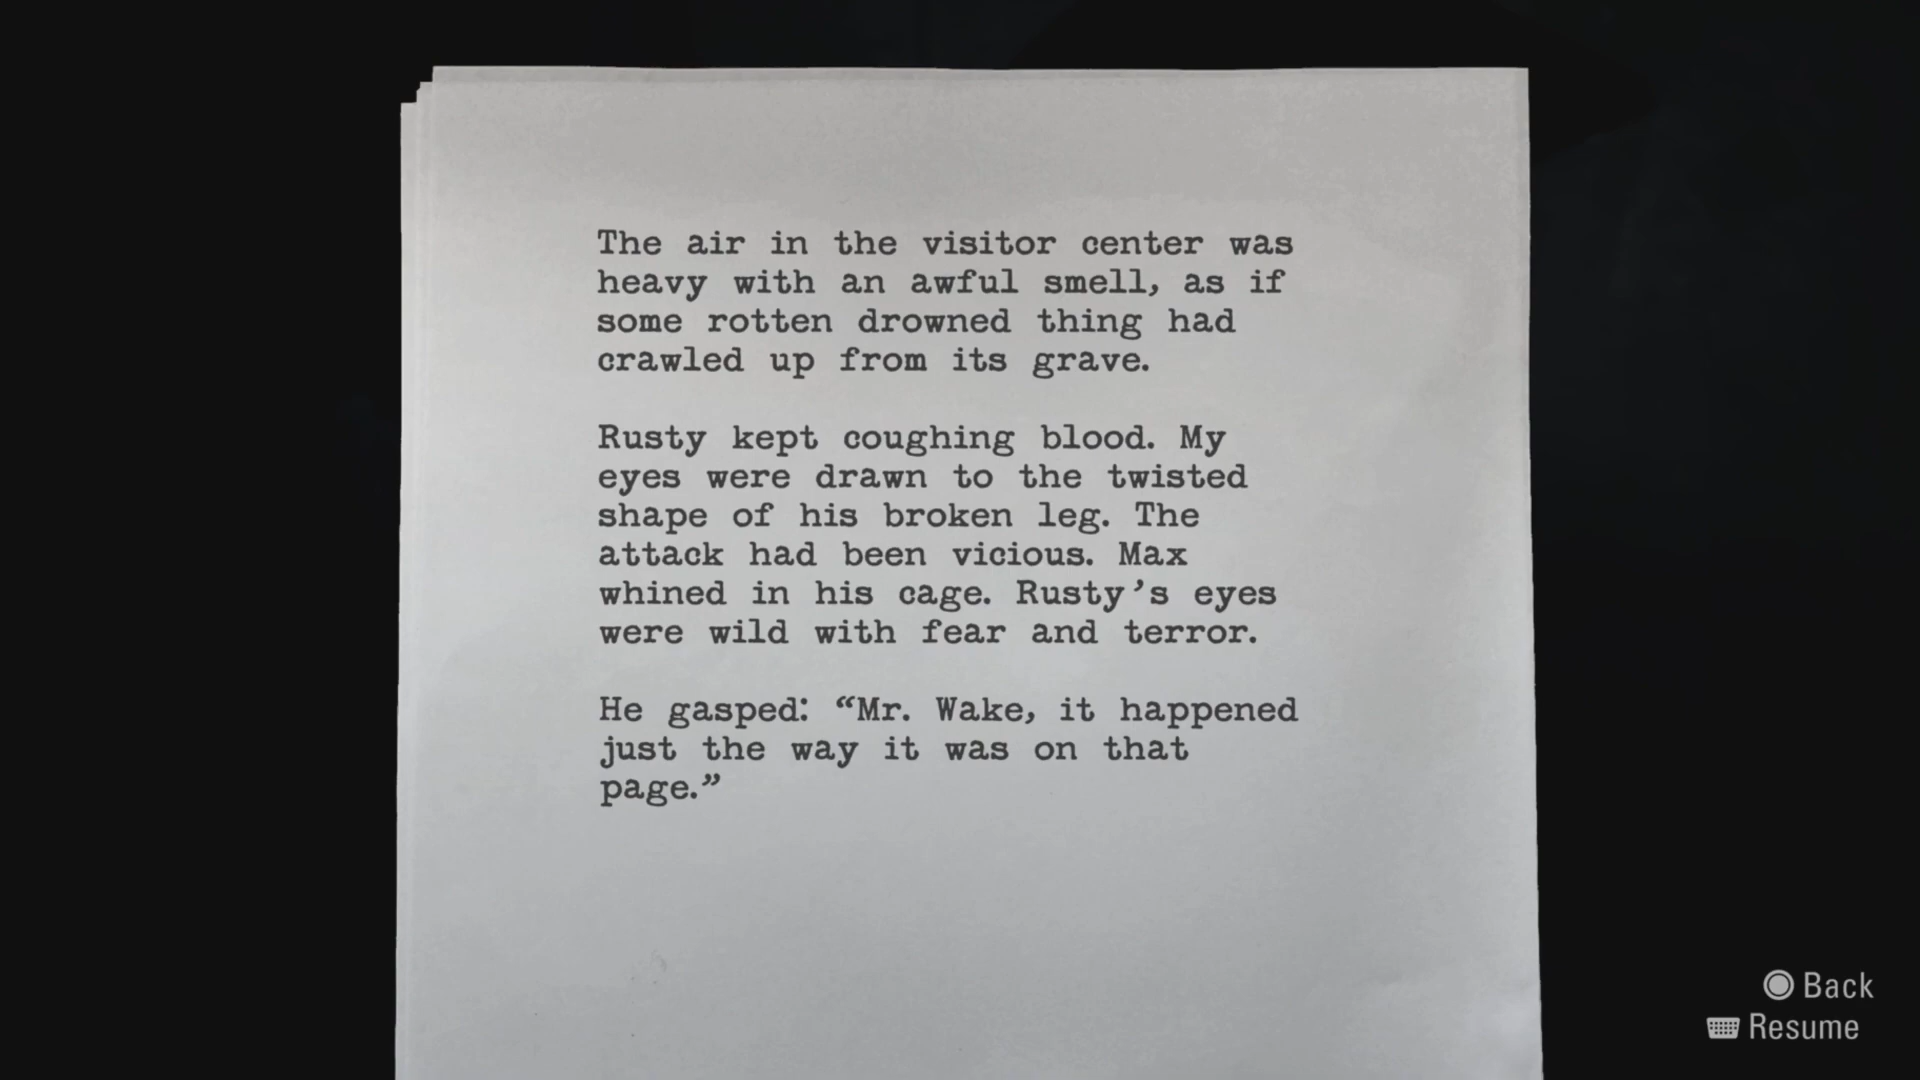 The air in the visitor center was
heavy with an awful smell, as if
some rotten drowned thing had
crawled up from its grave.
Rusty kept coughing blood. My
eyes were drawn to the twisted
shape of his broken leg. The
attack had been vicious. Max
whined in his cage. Rusty’s eyes
were wild with fear and terror.
He gasped: “Mr. Wake, it happened
just the way it was on that
page.”
Back
Resume